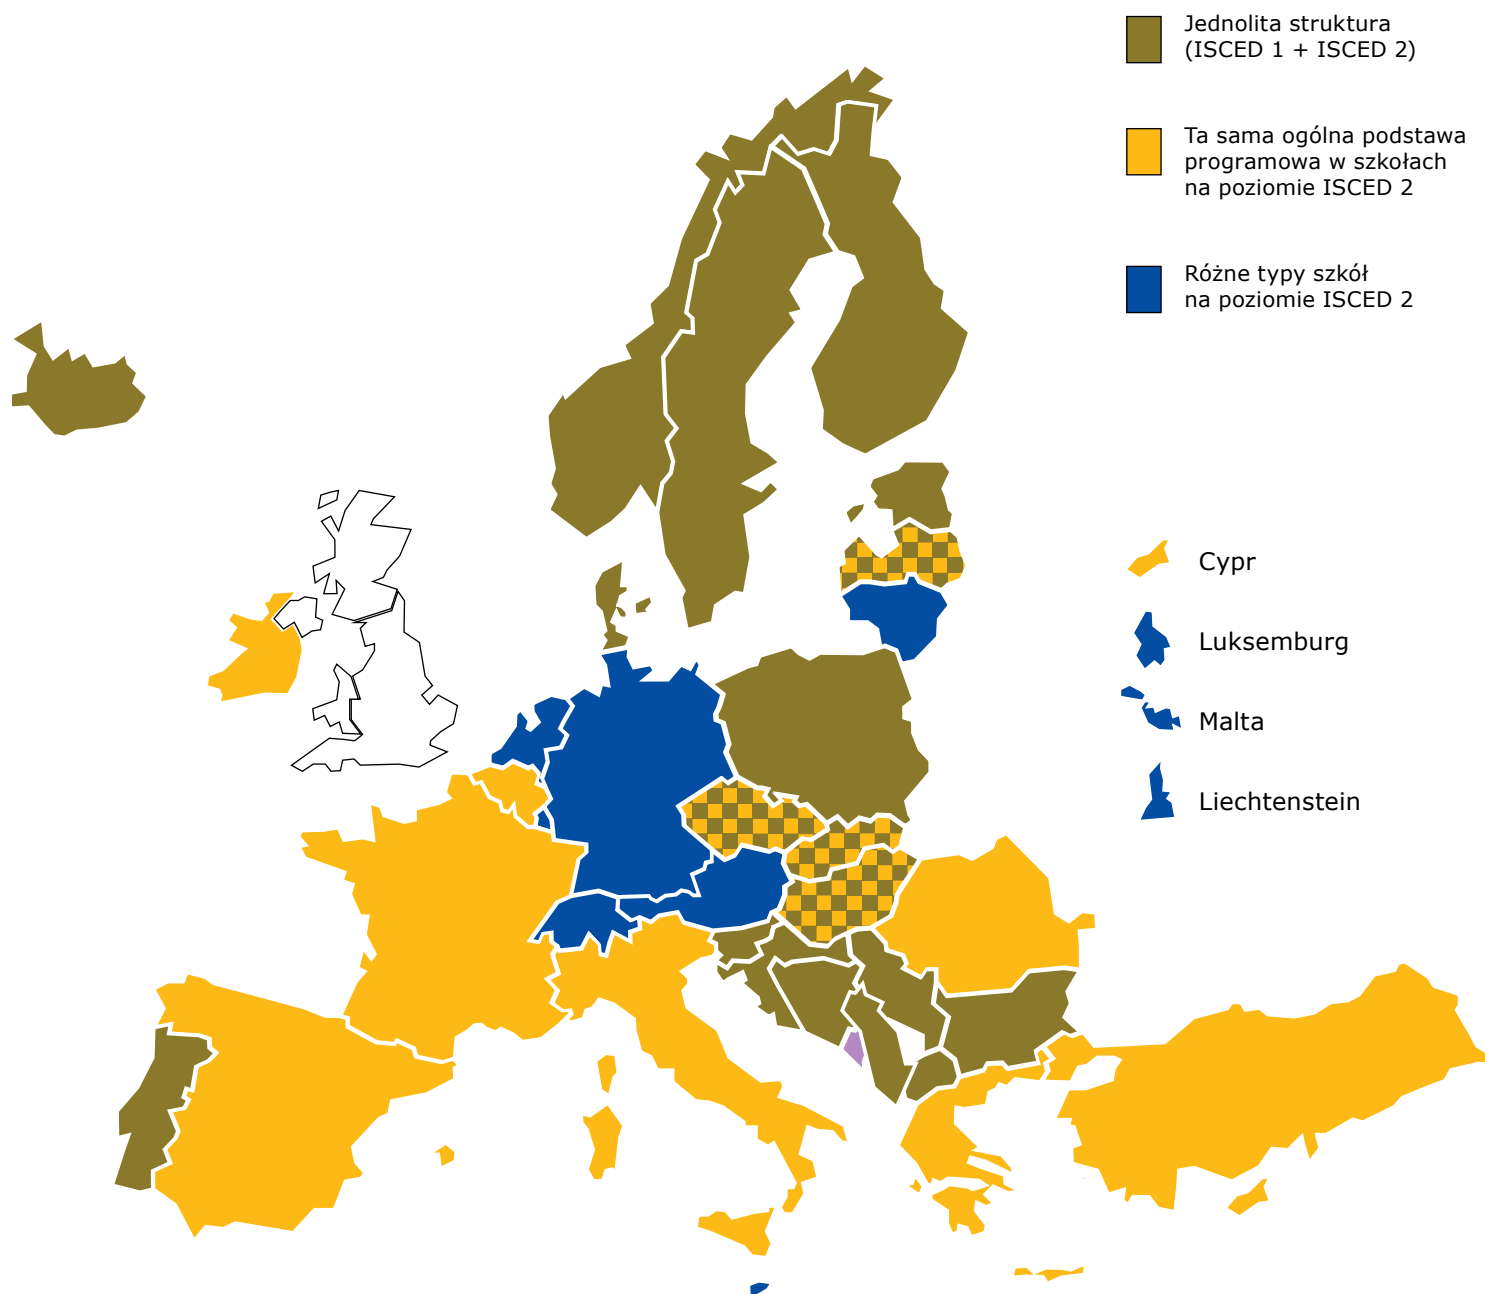 Jednolita struktura
(ISCED 1 + ISCED 2)
Ta sama ogólna podstawa
programowa w szkołach
na poziomie ISCED 2
Różne typy szkół
na poziomie ISCED 2
Cypr
Luksemburg
Malta
Liechtenstein